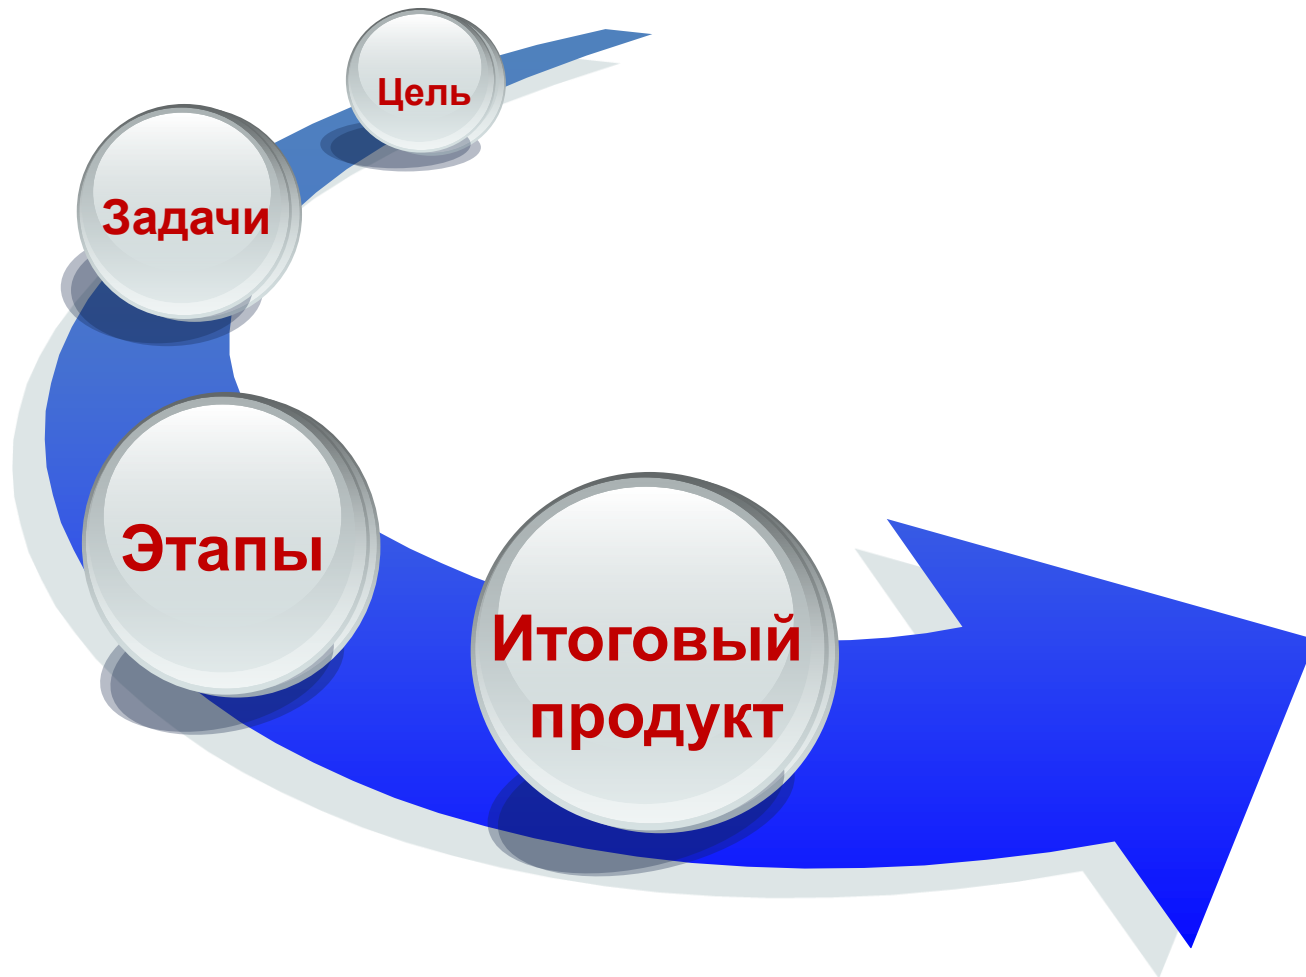 Цель
Задачи
Этапы
Итоговый
продукт